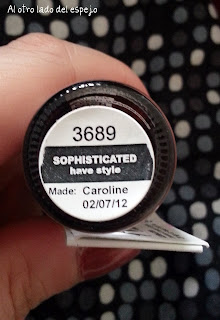 Al otro lado del espejo
3689
SOPHISTICATED
have style
Made: Caroline
02/07/12